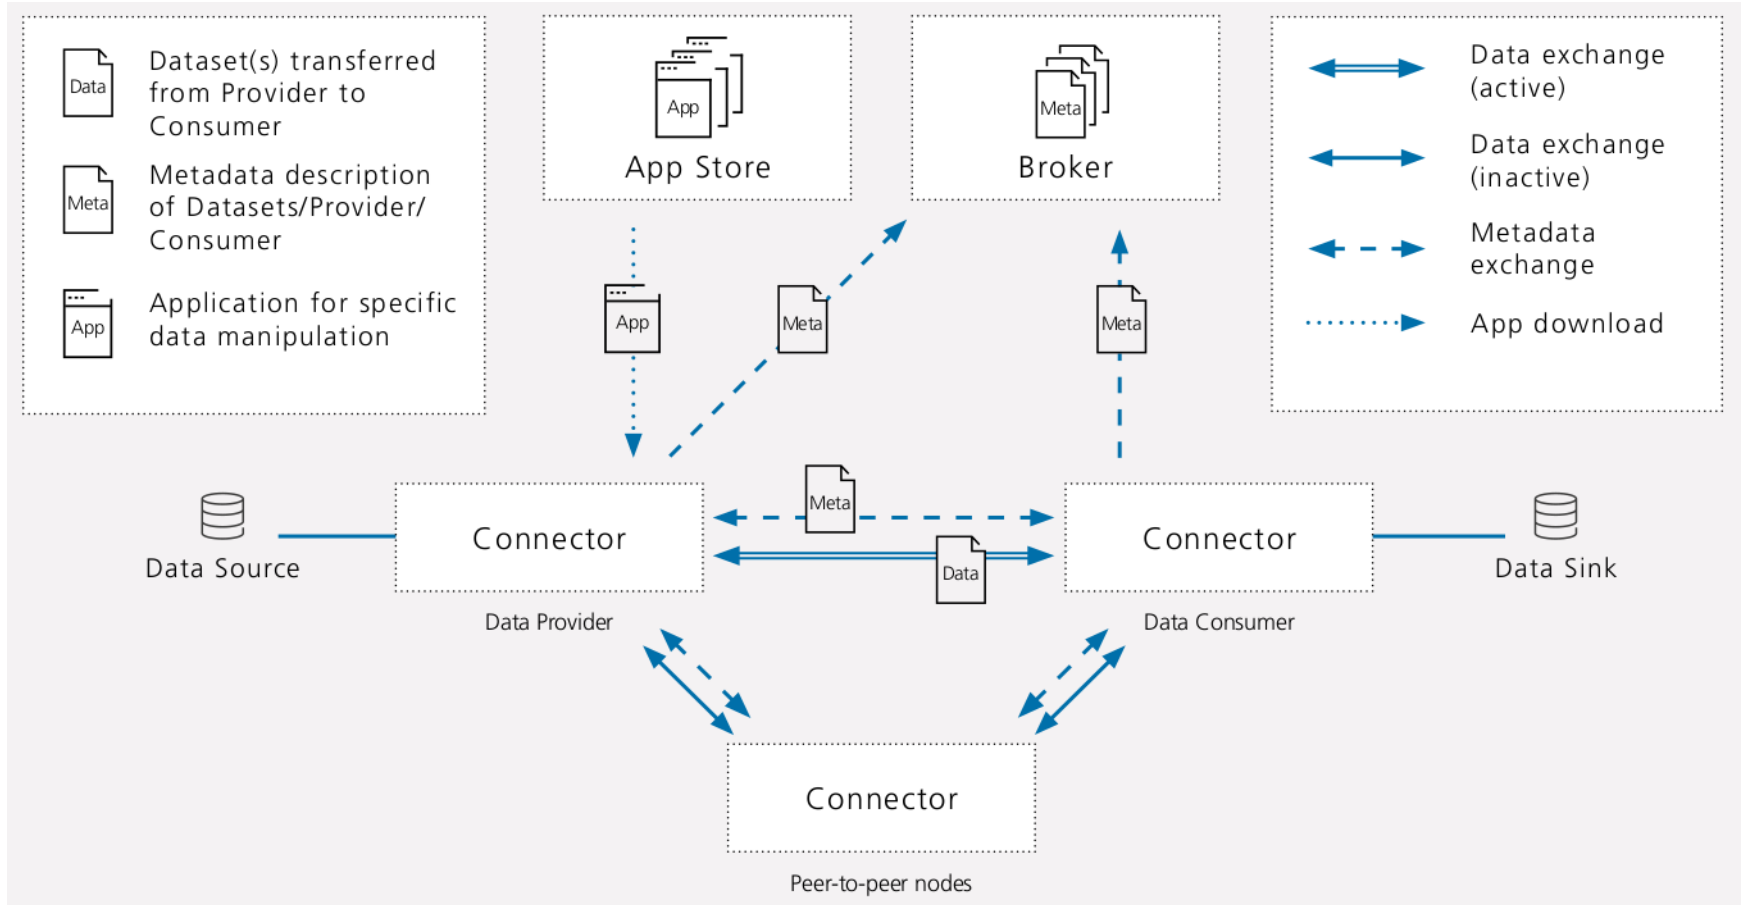 Data
Dataset(s) transferred
from Provider to
Consumer
Meta
Metadata description
of Datasets/Provider/
Consumer
App
Application for specific
data manipulation
App
App Store
Meta
Broker
Data exchange
(active)
Data exchange
(inactive)
Metadata
exchange
App download
App
Meta
Meta
Data Source
Connector
Data Provider
Meta
Data
Connector
Data Consumer
Data Sink
Connector
Peer-to-peer nodes